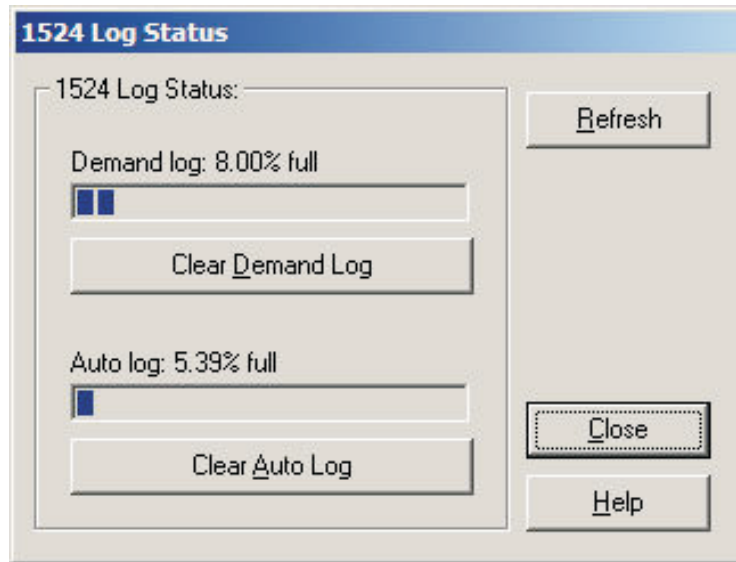 1524 Log Status
1524 Log Status:
Demand log: 8.00% full
Clear Demand Log
Auto log: 5.39% full
Clear Auto Log
Refresh
Close
Help